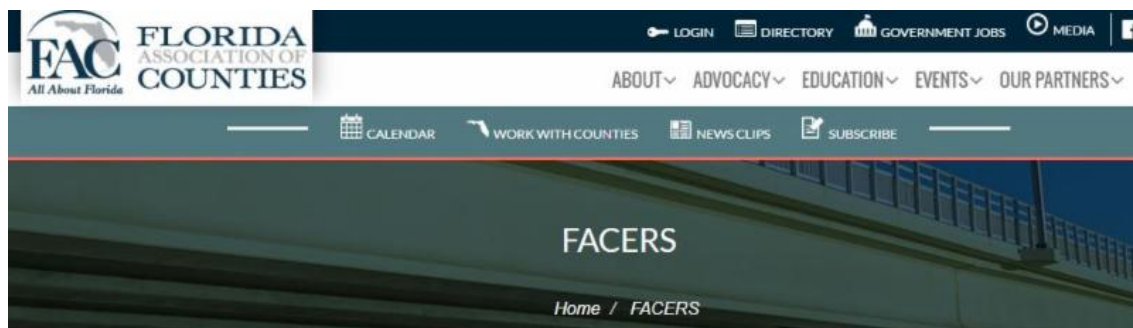 FAC
All About Florida
FLORIDA
ASSOCIATION OF
COUNTIES
LOGIN DIRECTORY GOVERNMENT JOBS MEDIA
ABOUT ADVOCACY EDUCATION EVENTS OUR PARTNERS
CALENDAR WORK WITH COUNTIES NEWS CLIPS SUBSCRIBE
FACERS
Home / FACERS